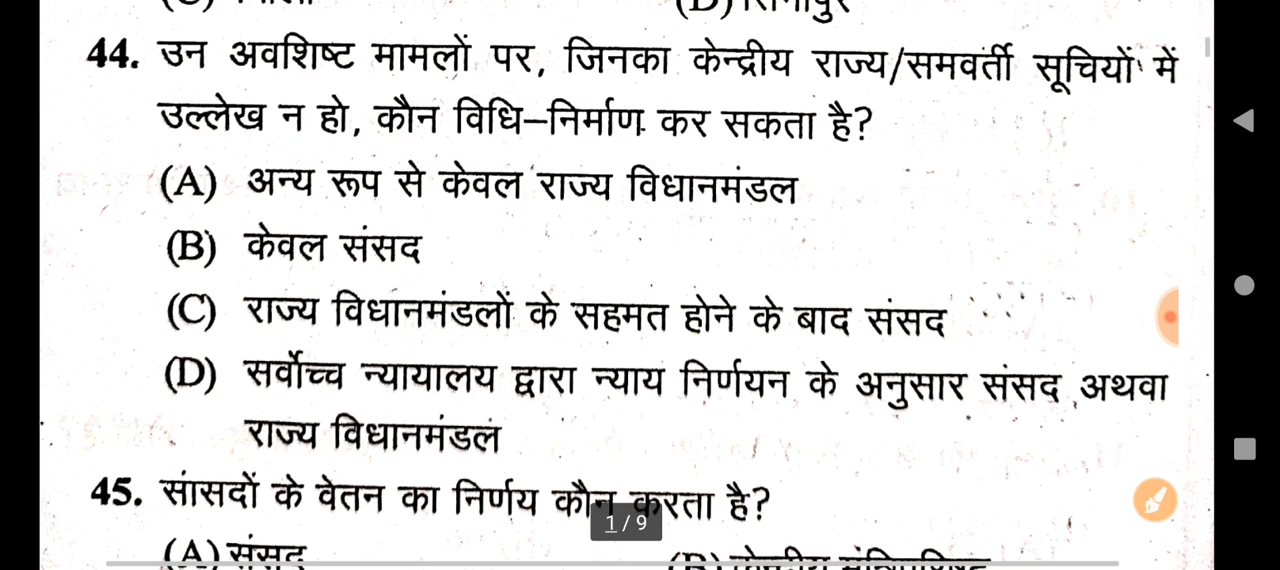 44. उन अवशिष्ट मामलों पर, जिनका केन्द्रीय राज्य/समवर्ती सूचियों में
उल्लेख न हो, कौन विधि–निर्माण कर सकता है?
(A) अन्य रूप से केवल राज्य विधानमंडल
(B) केवल संसद
(C) राज्य विधानमंडलों के सहमत होने के बाद संसद
(D) सर्वोच्च न्यायालय द्वारा न्याय निर्णयन के अनुसार संसद अथवा
राज्य विधानमंडल
45. सांसदों के वेतन का निर्णय कौन करता है?
1 / 9
(A) संसद